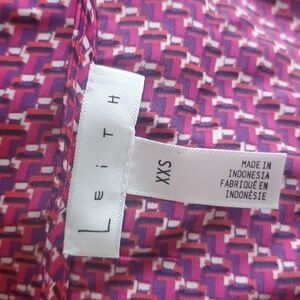 LEiTH
XXS
MADE IN
INDONESIA
FABRIQUÉ EN
INDONÉSIE